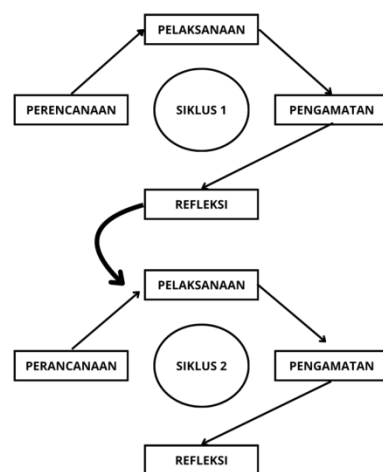 PELAKSANAAN
PERENCANAAN
SIKLUS 1
PENGAMATAN
REFLEKSI
PELAKSANAAN
PERANCANAAN
SIKLUS 2
PENGAMATAN
REFLEKSI